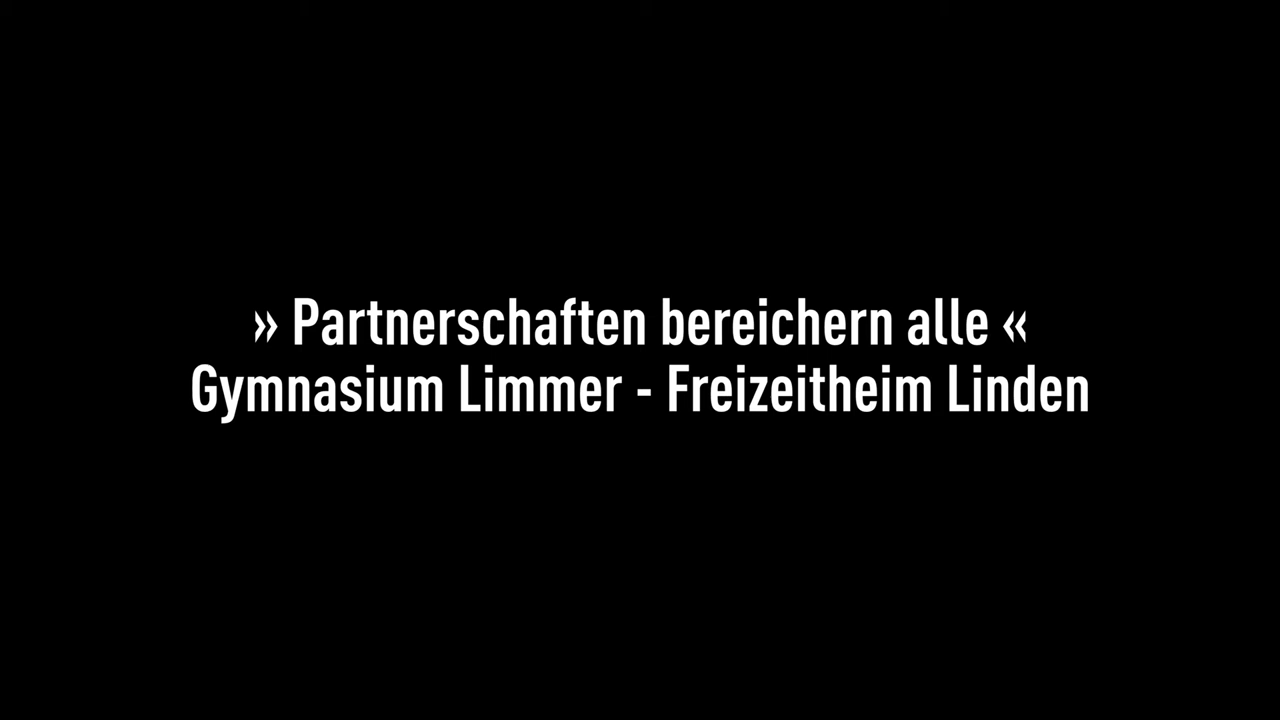 » Partnerschaften bereichern alle «
Gymnasium Limmer - Freizeitheim Linden